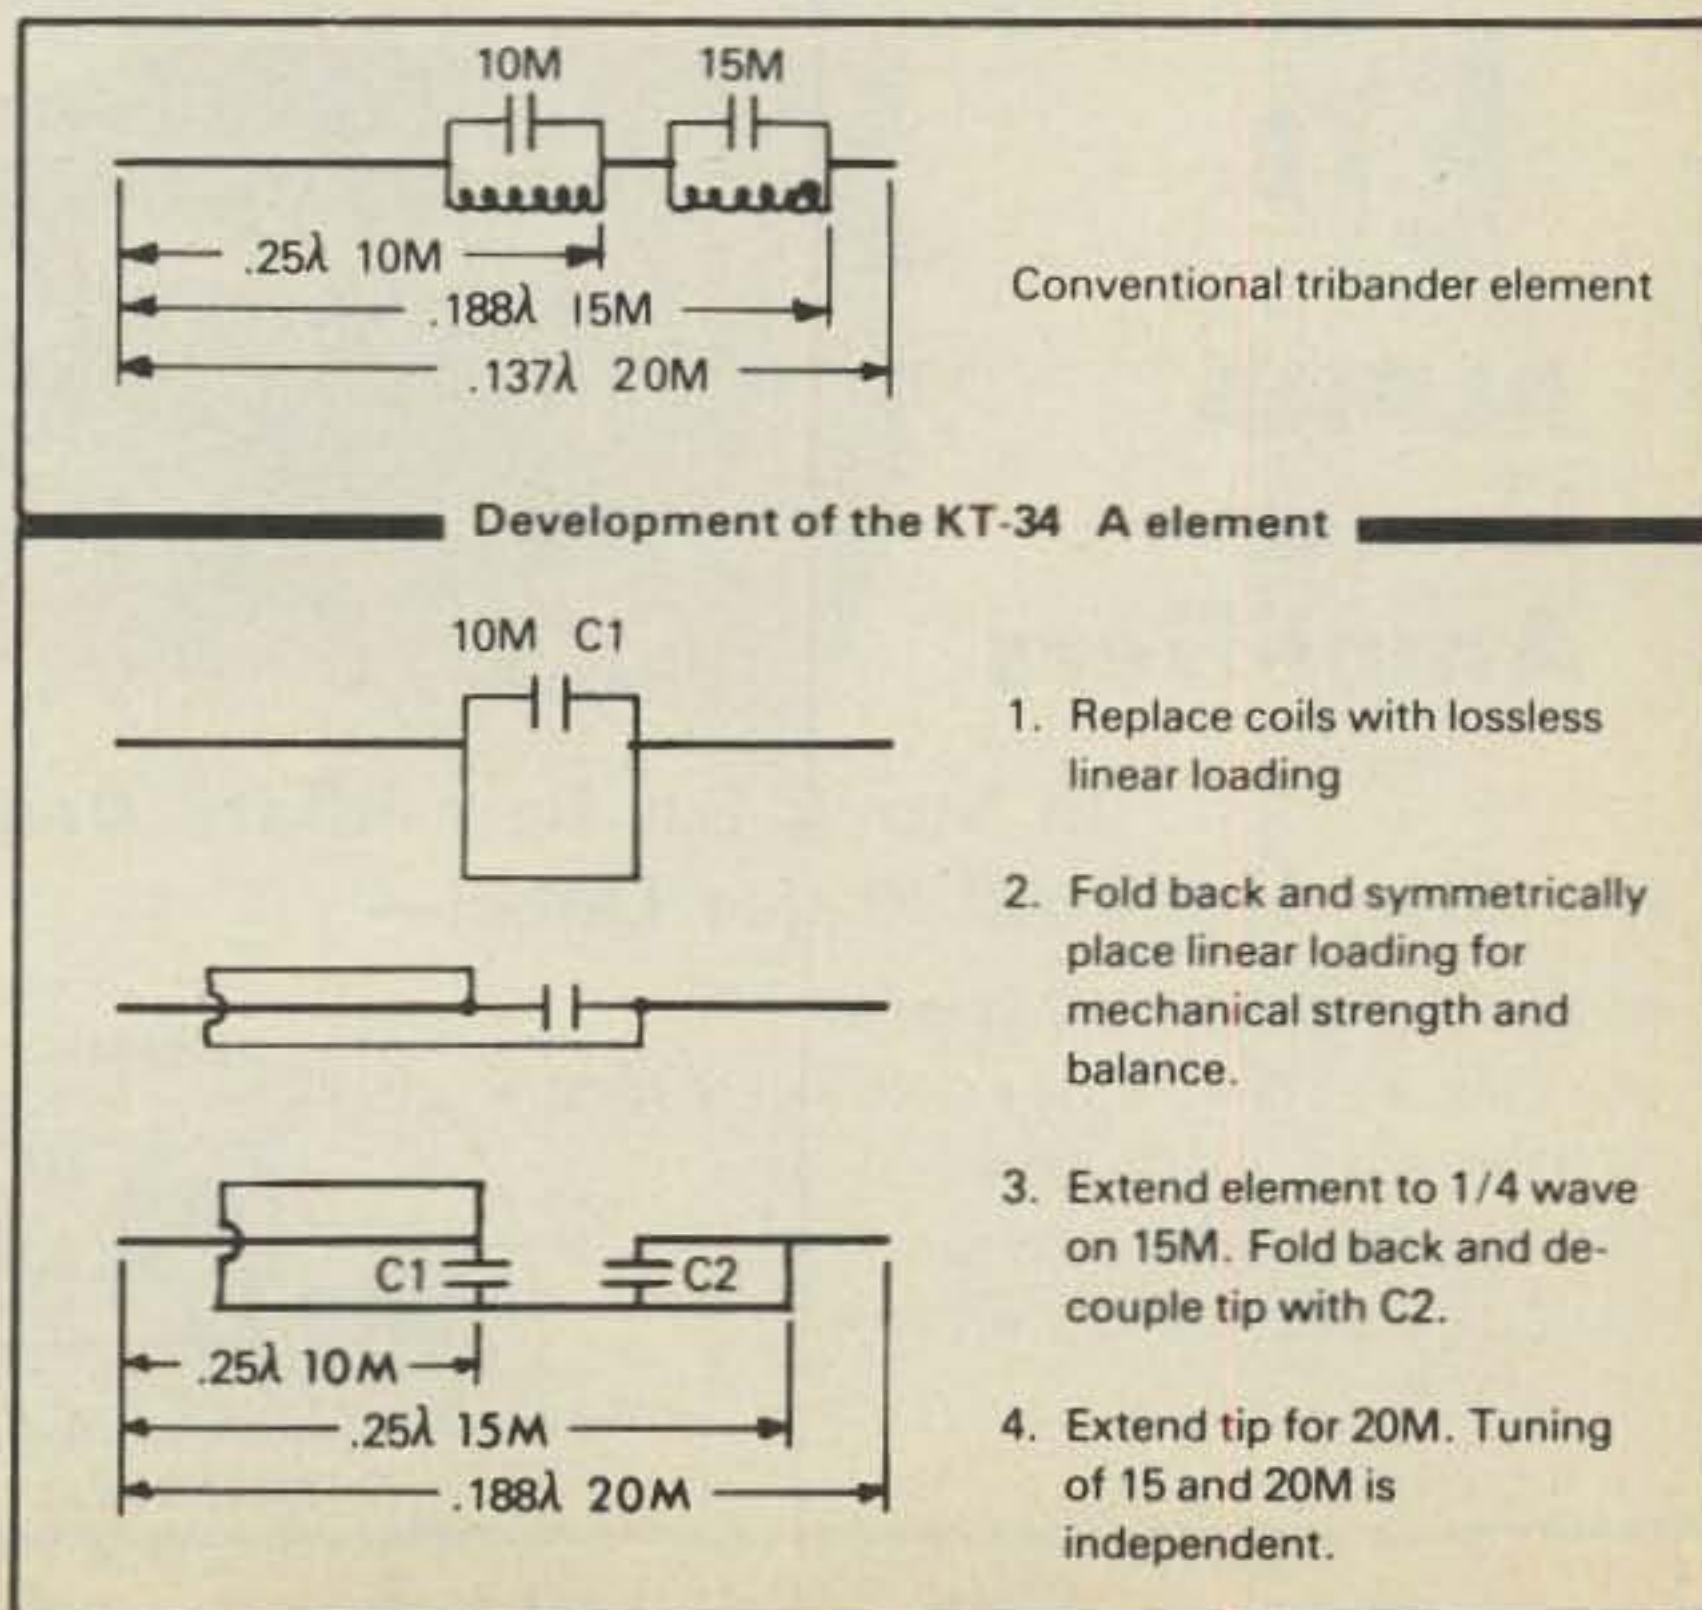 10M 15M
.25λ 10M
.188λ 15M
.137λ 20M
Conventional tribander element
Development of the KT-34 A element
10M C1
1. Replace coils with lossless
linear loading
2. Fold back and symmetrically
place linear loading for
mechanical strength and
balance.
3. Extend element to 1/4 wave
on 15M. Fold back and de-
couple tip with C2.
4. Extend tip for 20M. Tuning
of 15 and 20M is
independent.
C1 C2
.25λ 10M
.25λ 15M
.188λ 20M